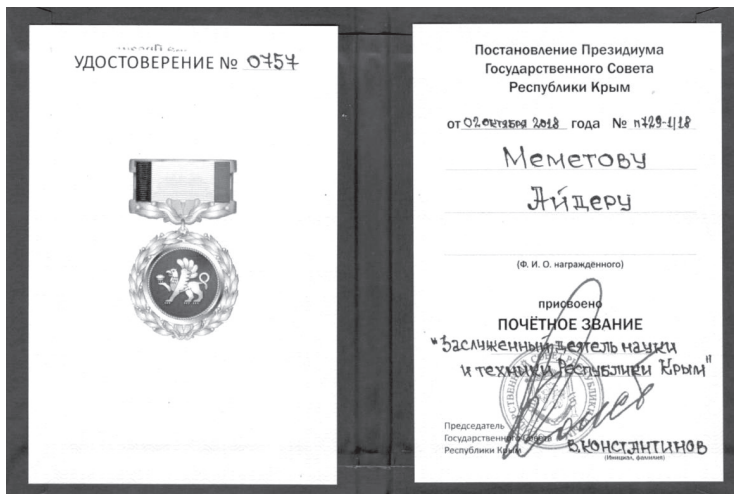 УДОСТОВЕРЕНИЕ № 0757
Постановление Президиума
Государственного Совета
Республики Крым
от 02 октября 2018 года № п729-1/18
Меметову
Айдеру
(Ф. И. О. награждённого)
присвоено
ПОЧЁТНОЕ ЗВАНИЕ
"Заслуженный деятель науки
и техники Республики Крым"
Председатель
Государственного Совета
Республики Крым
В.КОНСТАНТИНОВ
(Инициал, фамилия)